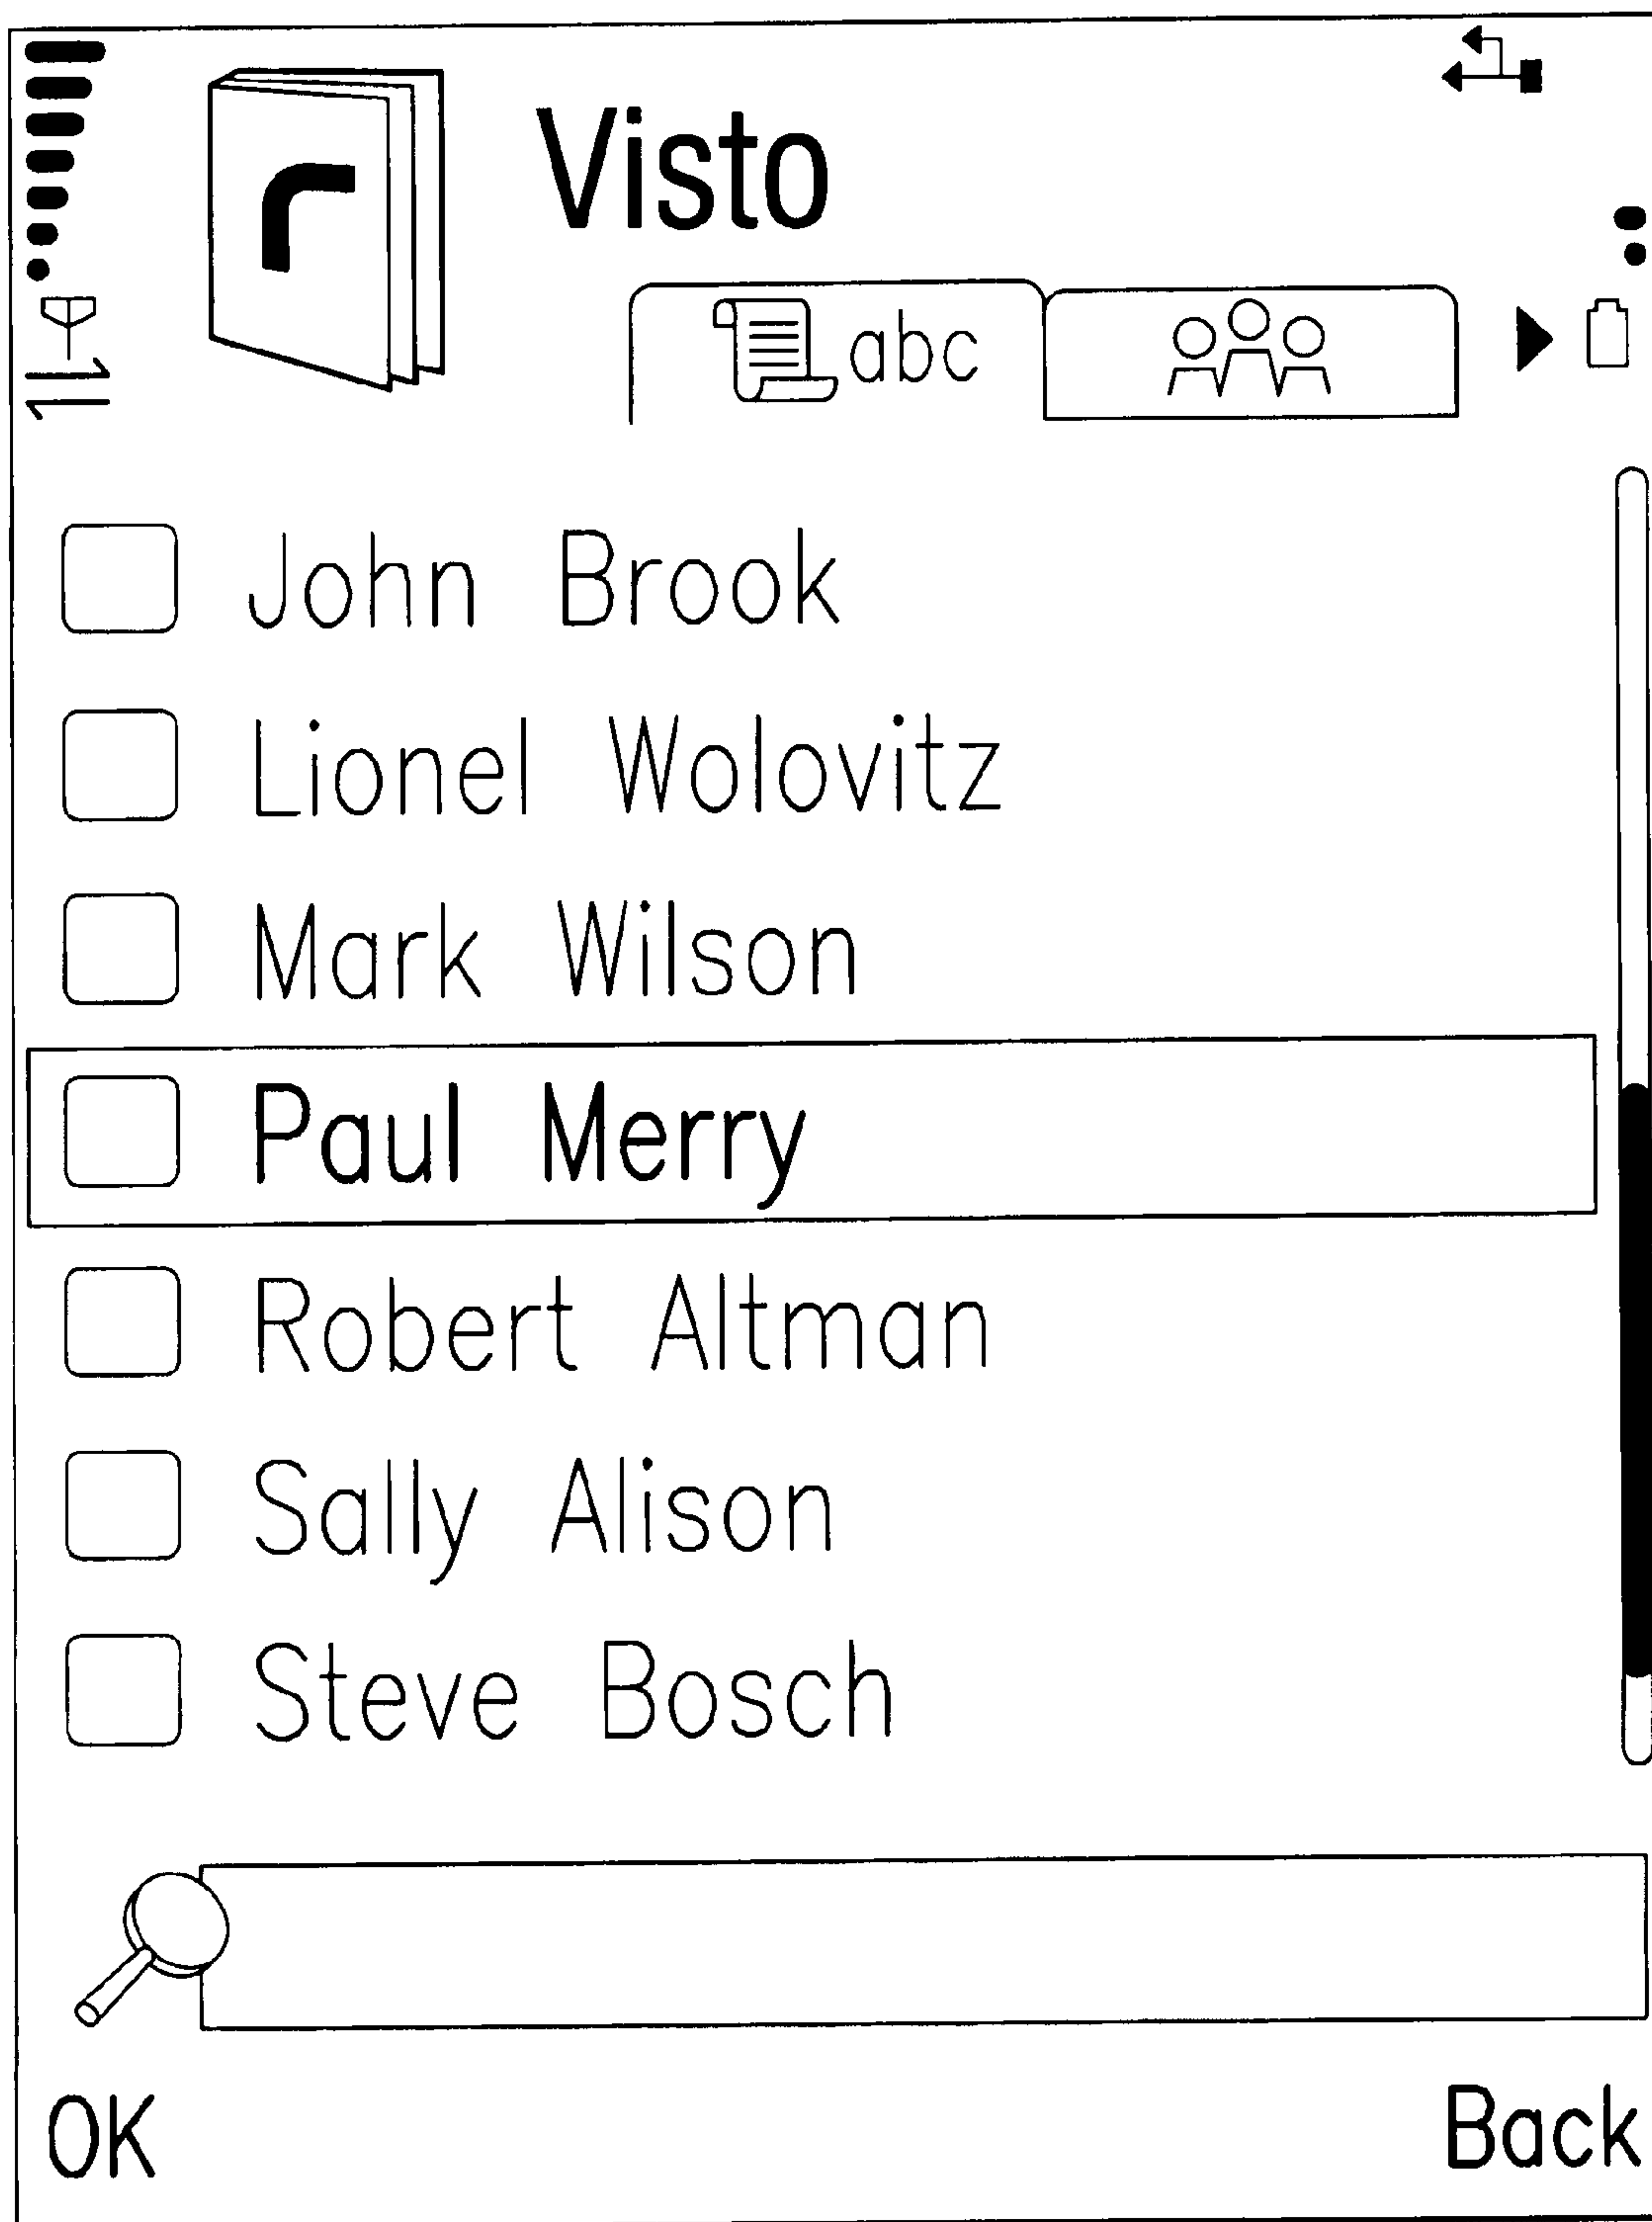 Visto
abc
John Brook
Lionel Wolovitz
Mark Wilson
Paul Merry
Robert Altman
Sally Alison
Steve Bosch
OK Back